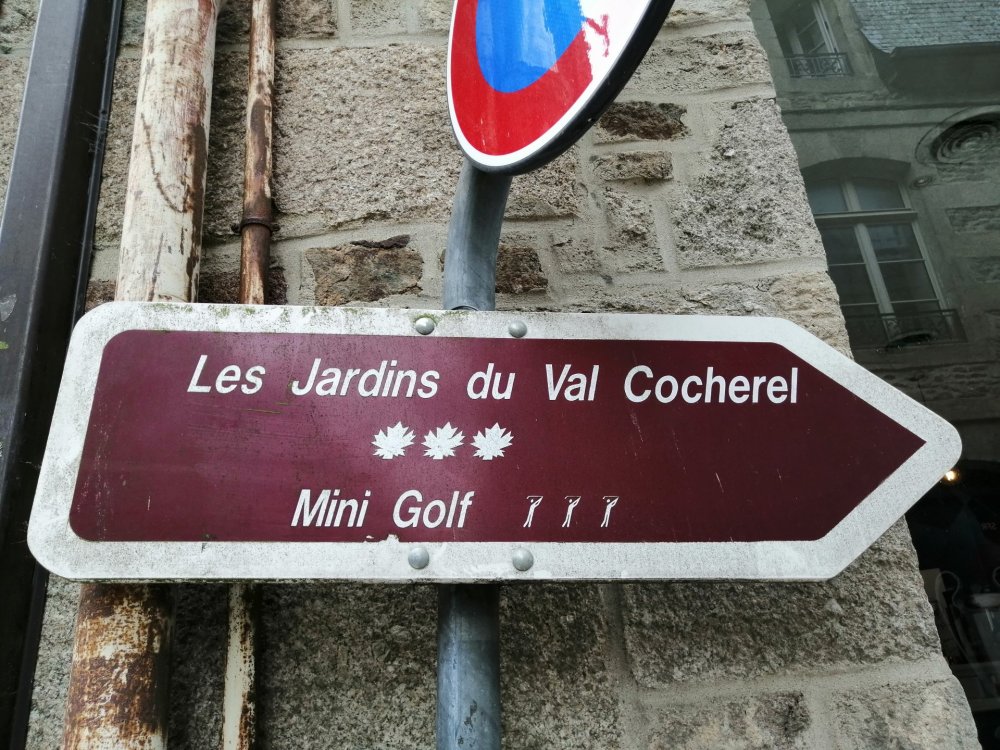 Les Jardins du Val Cocherel
Mini Golf